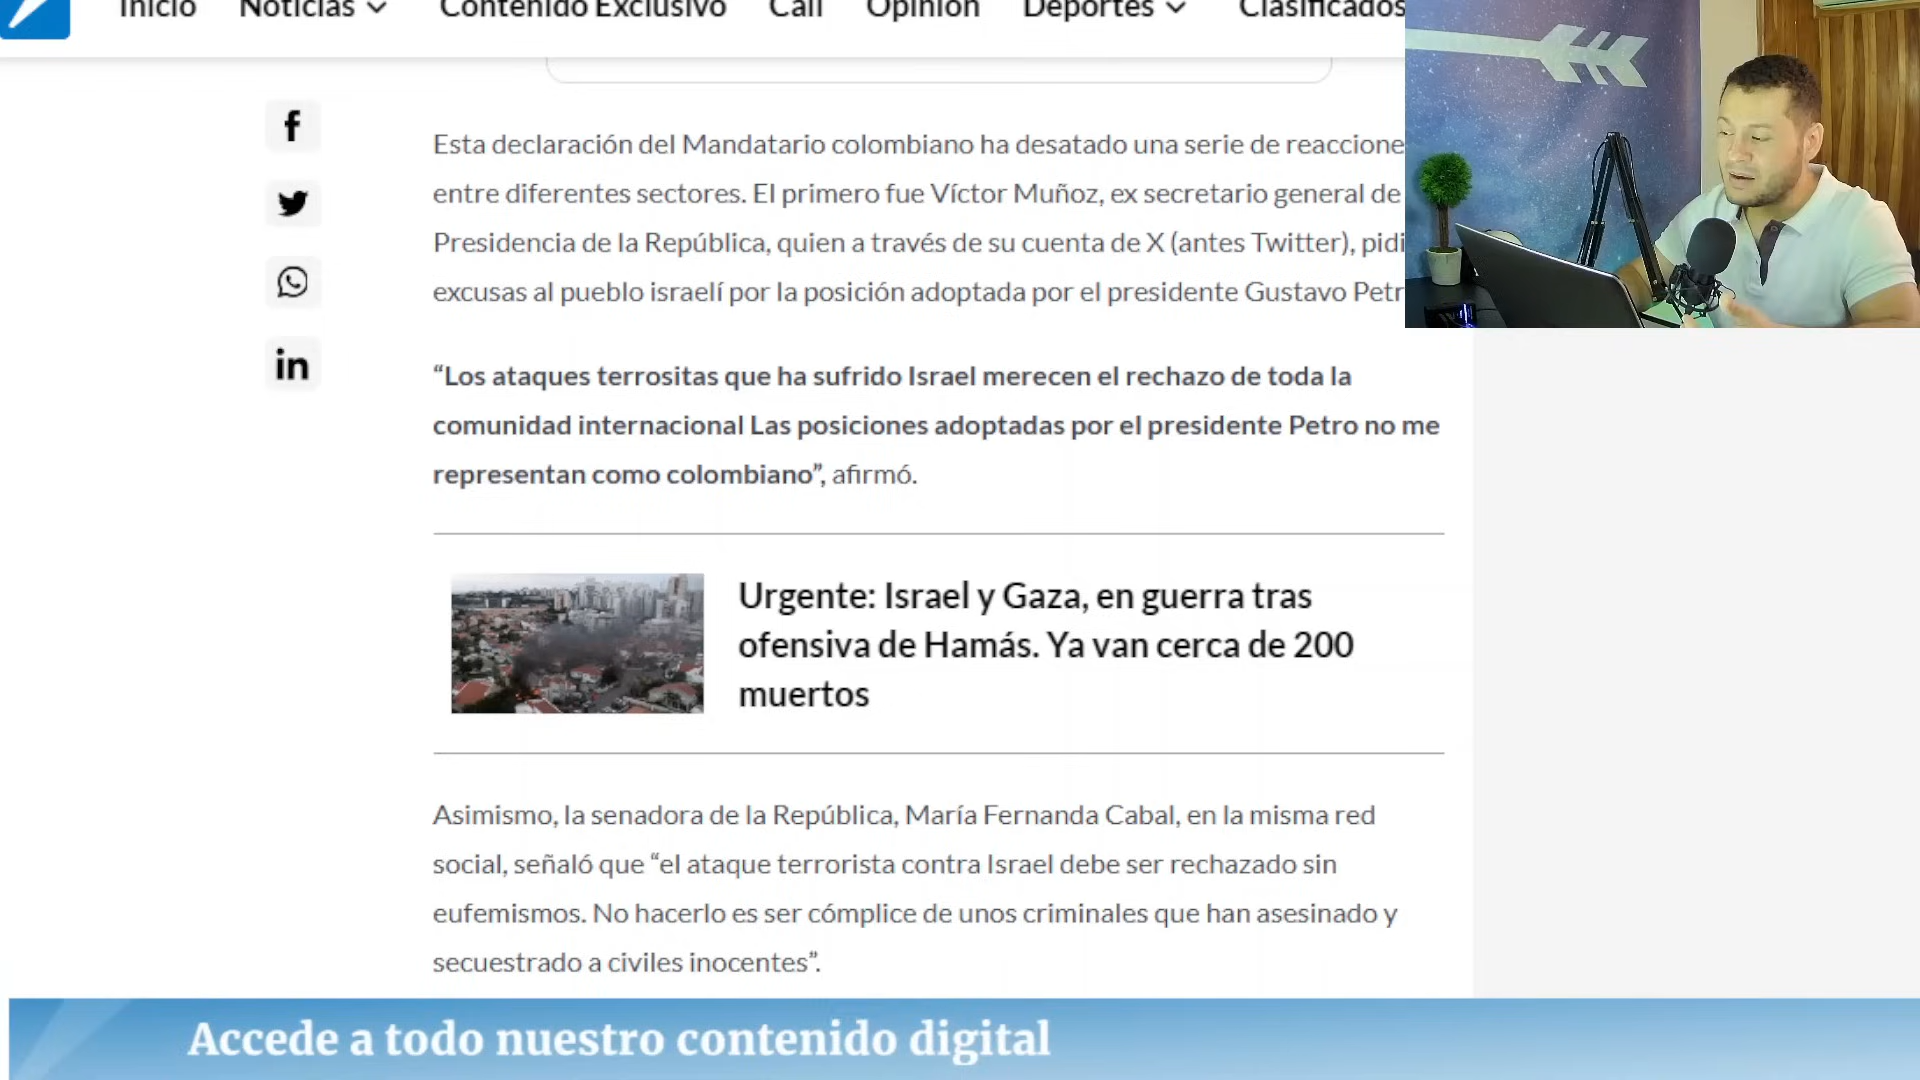 Inicio Noticias Contenido Exclusivo Cali Opinión Deportes Clasificados
Esta declaración del Mandatario colombiano ha desatado una serie de reaccione
entre diferentes sectores. El primero fue Víctor Muñoz, ex secretario general de
Presidencia de la República, quien a través de su cuenta de X (antes Twitter), pidi
excusas al pueblo israelí por la posición adoptada por el presidente Gustavo Petr
“Los ataques terrositas que ha sufrido Israel merecen el rechazo de toda la
comunidad internacional Las posiciones adoptadas por el presidente Petro no me
representan como colombiano”, afirmó.
Urgente: Israel y Gaza, en guerra tras
ofensiva de Hamás. Ya van cerca de 200
muertos
Asimismo, la senadora de la República, María Fernanda Cabal, en la misma red
social, señaló que “el ataque terrorista contra Israel debe ser rechazado sin
eufemismos. No hacerlo es ser cómplice de unos criminales que han asesinado y
secuestrado a civiles inocentes”.
Accede a todo nuestro contenido digital